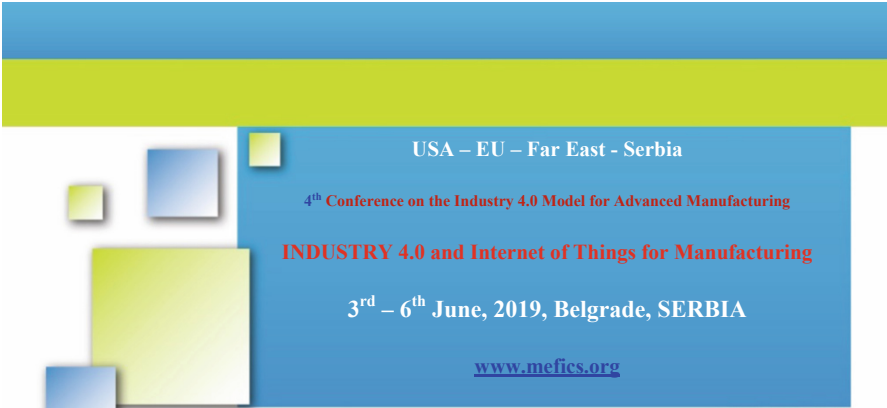 USA – EU – Far East - Serbia
4th Conference on the Industry 4.0 Model for Advanced Manufacturing
INDUSTRY 4.0 and Internet of Things for Manufacturing
3rd – 6th June, 2019, Belgrade, SERBIA
www.mefics.org